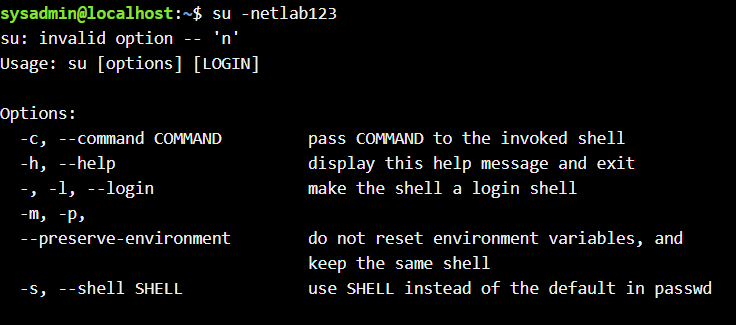 sysadmin@localhost:~$ su -netlab123
su: invalid option -- 'n'
Usage: su [options] [LOGIN]

Options:
  -c, --command COMMAND         pass COMMAND to the invoked shell
  -h, --help                    display this help message and exit
  -, -l, --login                make the shell a login shell
  -m, -p,
  --preserve-environment        do not reset environment variables, and
                                keep the same shell
  -s, --shell SHELL             use SHELL instead of the default in passwd